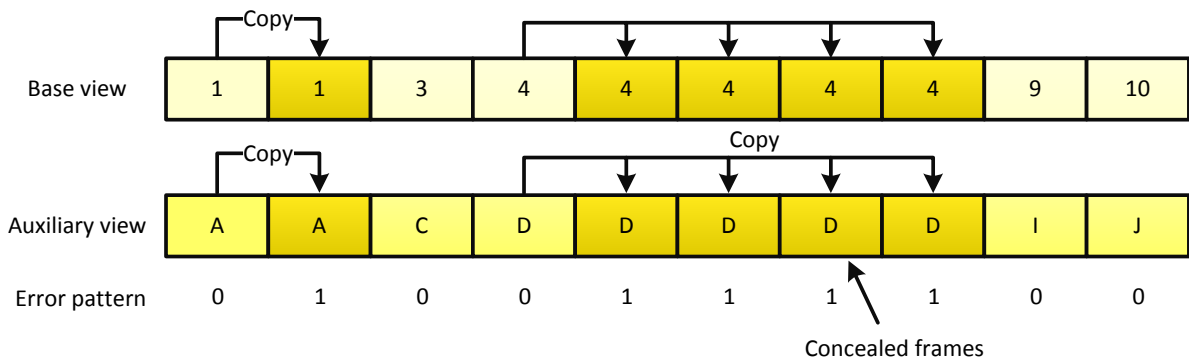 Copy
Base view 1 1 3 4 4 4 4 4 9 10
Copy Copy
Auxiliary view A A C D D D D D I J
Error pattern 0 1 0 0 1 1 1 1 0 0
Concealed frames